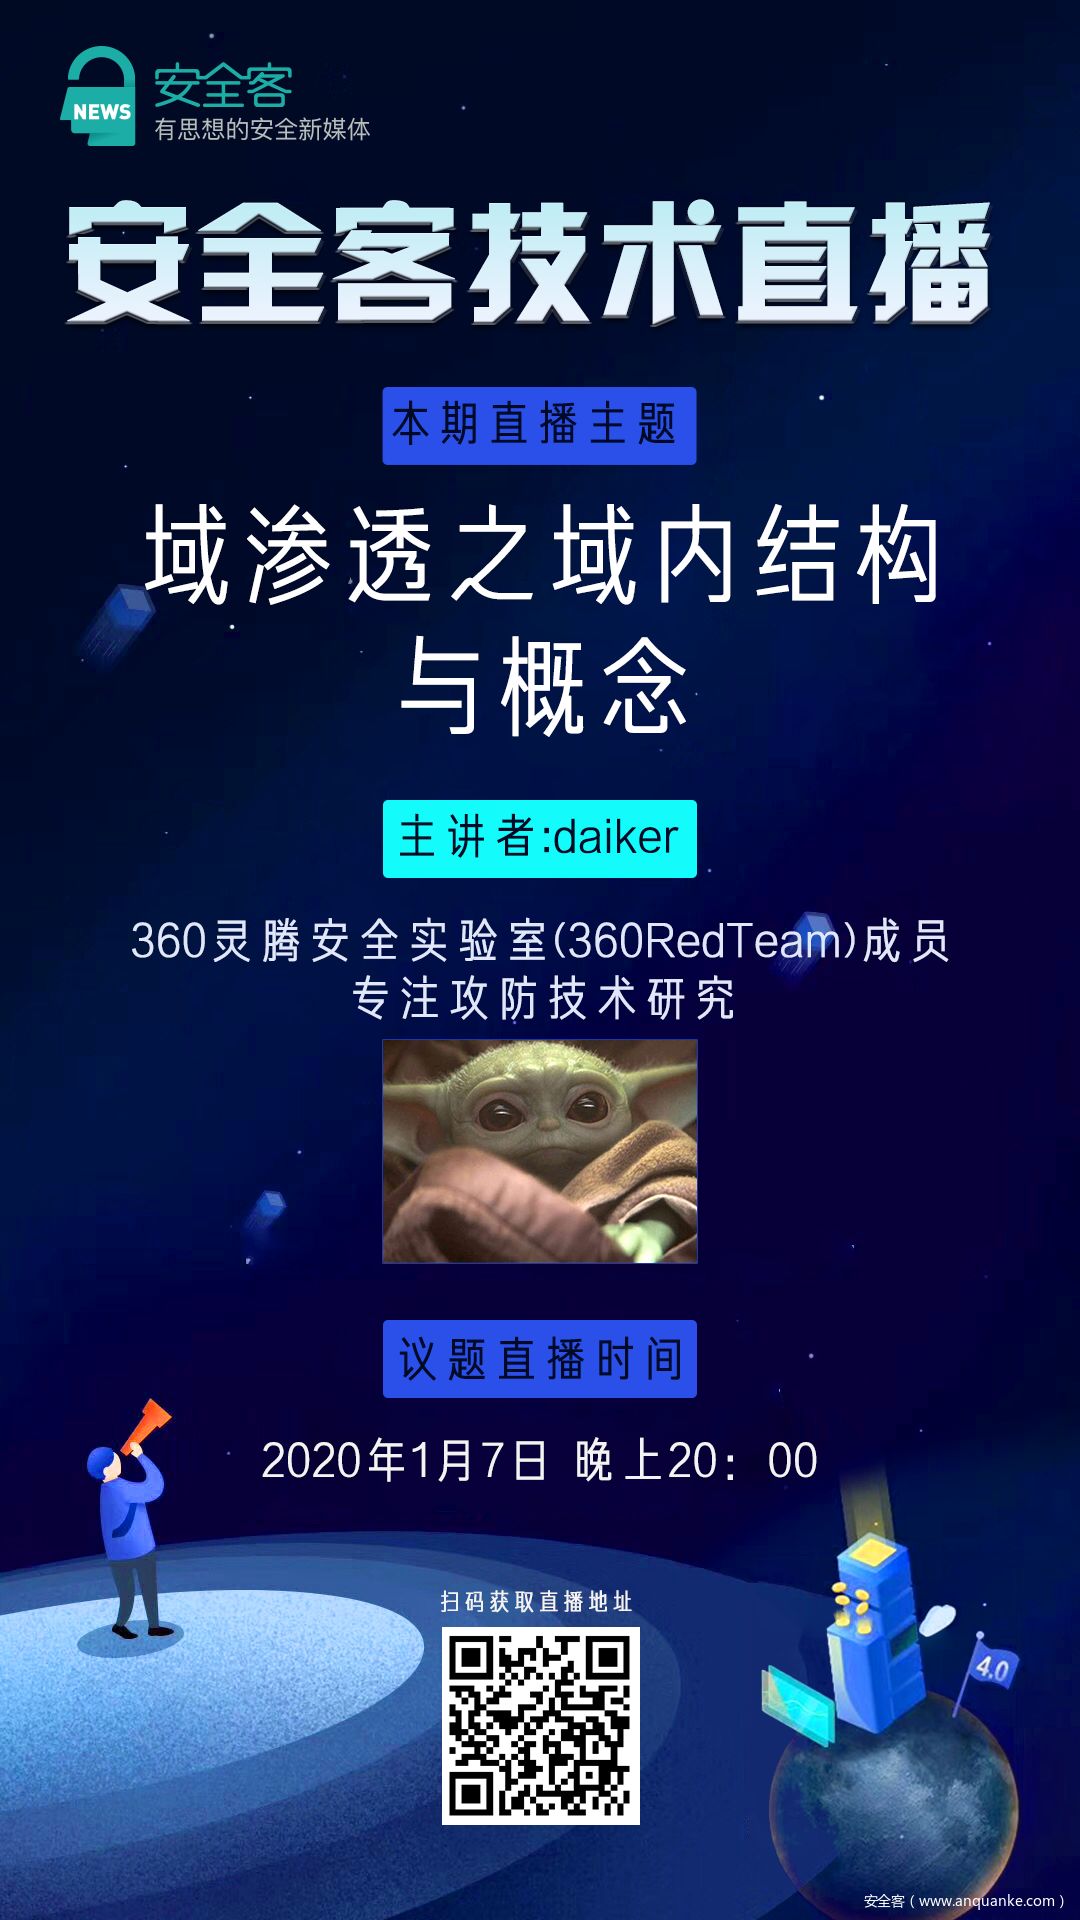 NEWS
安全客
有思想的安全新媒体
安全客技术直播
本期直播主题
域渗透之域内结构
与概念
主讲者:daiker
360灵腾安全实验室(360RedTeam)成员
专注攻防技术研究
议题直播时间
2020年1月7日 晚上20：00
扫码获取直播地址
4.0
安全客（www.anquanke.com）